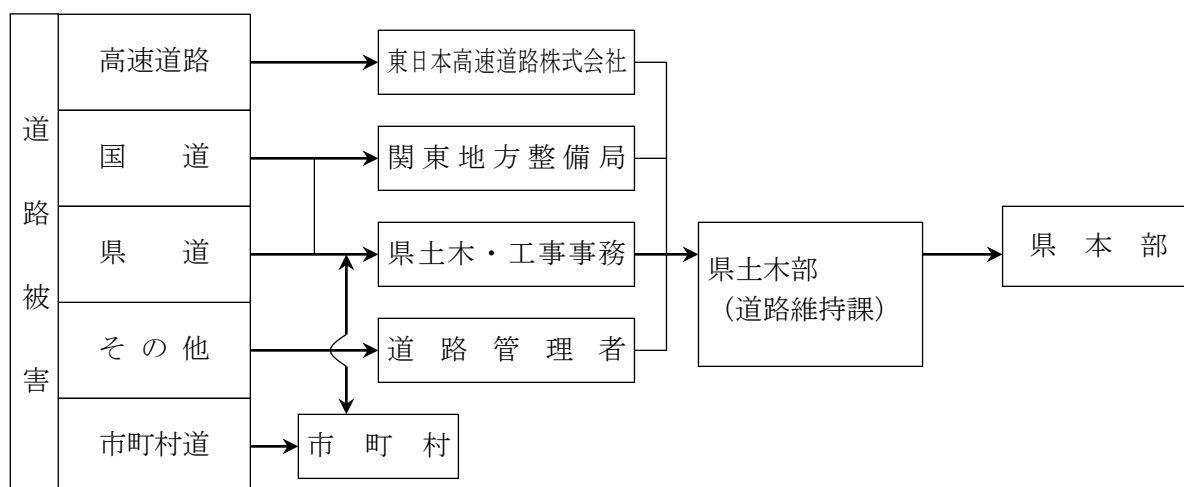 道路被害
高速道路
東日本高速道路株式会社
国道
関東地方整備局
県道
県土木・工事事務
県土木部
（道路維持課）
県本部
その他
道路管理者
市町村道
市町村